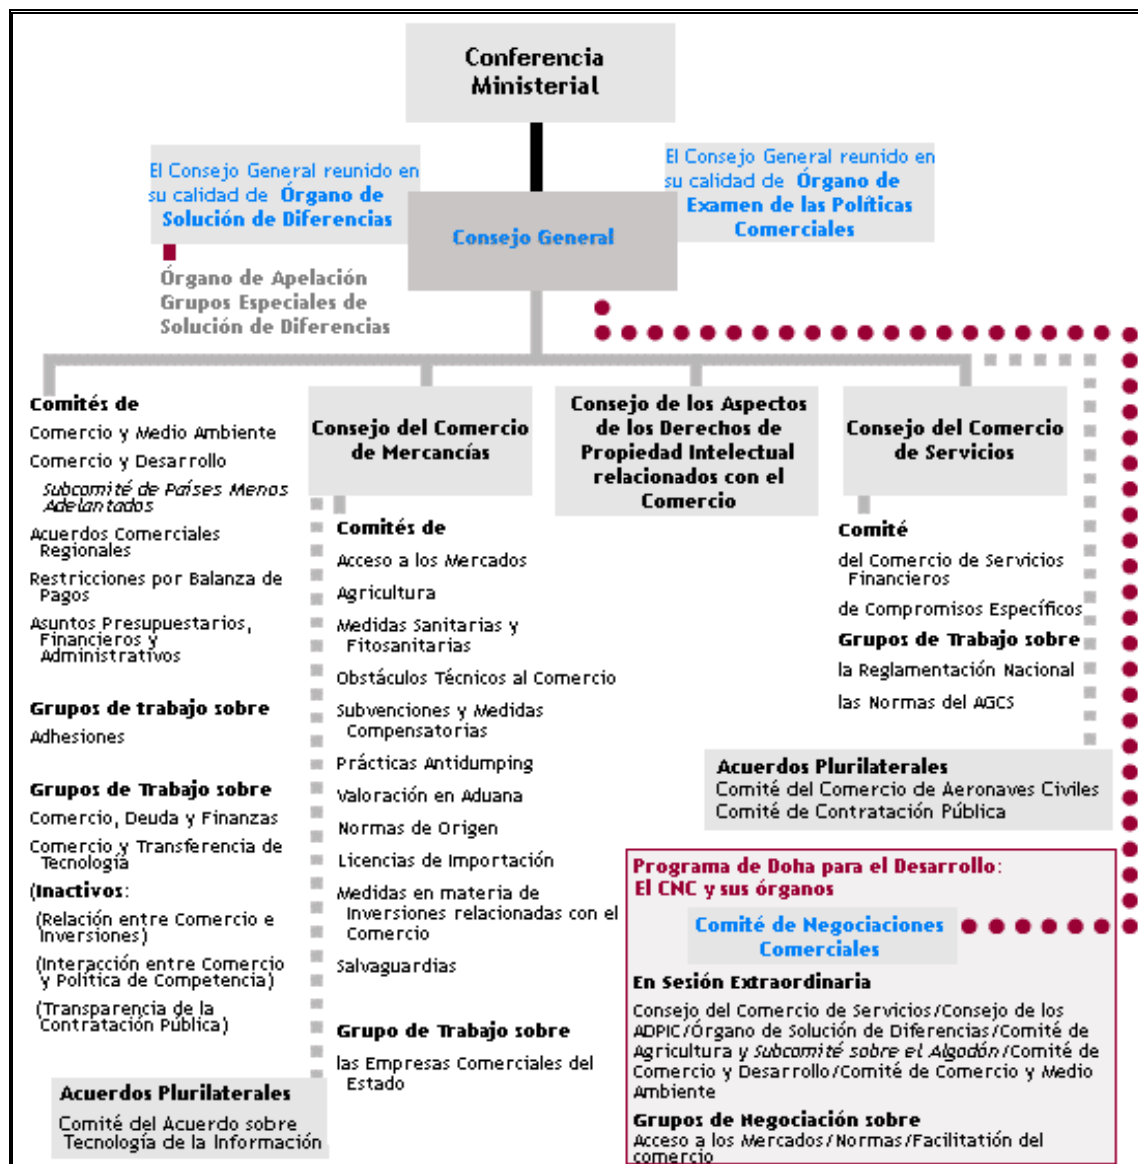 Conferencia
Ministerial
El Consejo General reunido en
su calidad de Órgano de
Solución de Diferencias
El Consejo General reunido en
su calidad de Órgano de
Examen de las Políticas
Comerciales
Consejo General
Órgano de Apelación
Grupos Especiales de
Solución de Diferencias
Comités de
Comercio y Medio Ambiente
Comercio y Desarrollo
Subcomité de Países Menos
Adelantados
Acuerdos Comerciales
Regionales
Restricciones por Balanza de
Pagos
Asuntos Presupuestarios,
Financieros y
Administrativos
Grupos de trabajo sobre
Adhesiones
Grupos de Trabajo sobre
Comercio, Deuda y Finanzas
Comercio y Transferencia de
Tecnología
(Inactivos:
(Relación entre Comercio e
Inversiones)
(Interacción entre Comercio
y Política de Competencia)
(Transparencia de la
Contratación Pública)
Acuerdos Plurilaterales
Comité del Acuerdo sobre
Tecnología de la Información
Consejo del Comercio
de Mercancías
Comités de
Acceso a los Mercados
Agricultura
Medidas Sanitarias y
Fitosanitarias
Obstáculos Técnicos al Comercio
Subvenciones y Medidas
Compensatorias
Prácticas Antidumping
Valoración en Aduana
Normas de Origen
Licencias de Importación
Medidas en materia de
Inversiones relacionadas con el
Comercio
Salvaguardias
Grupo de Trabajo sobre
las Empresas Comerciales del
Estado
Consejo de los Aspectos
de los Derechos de
Propiedad Intelectual
relacionados con el
Comercio
Consejo del Comercio
de Servicios
Comité
del Comercio de Servicios
Financieros
de Compromisos Específicos
Grupos de Trabajo sobre
la Reglamentación Nacional
las Normas del AGCS
Acuerdos Plurilaterales
Comité del Comercio de Aeronaves Civiles
Comité de Contratación Pública
Programa de Doha para el Desarrollo:
El CNC y sus órganos
Comité de Negociaciones
Comerciales
En Sesión Extraordinaria
Consejo del Comercio de Servicios/Consejo de los
ADPIC/Órgano de Solución de Diferencias/Comité de
Agricultura y Subcomité sobre el Algodón/Comité de
Comercio y Desarrollo/Comité de Comercio y Medio
Ambiente
Grupos de Negociación sobre
Acceso a los Mercados/Normas/Facilitatión del
comercio